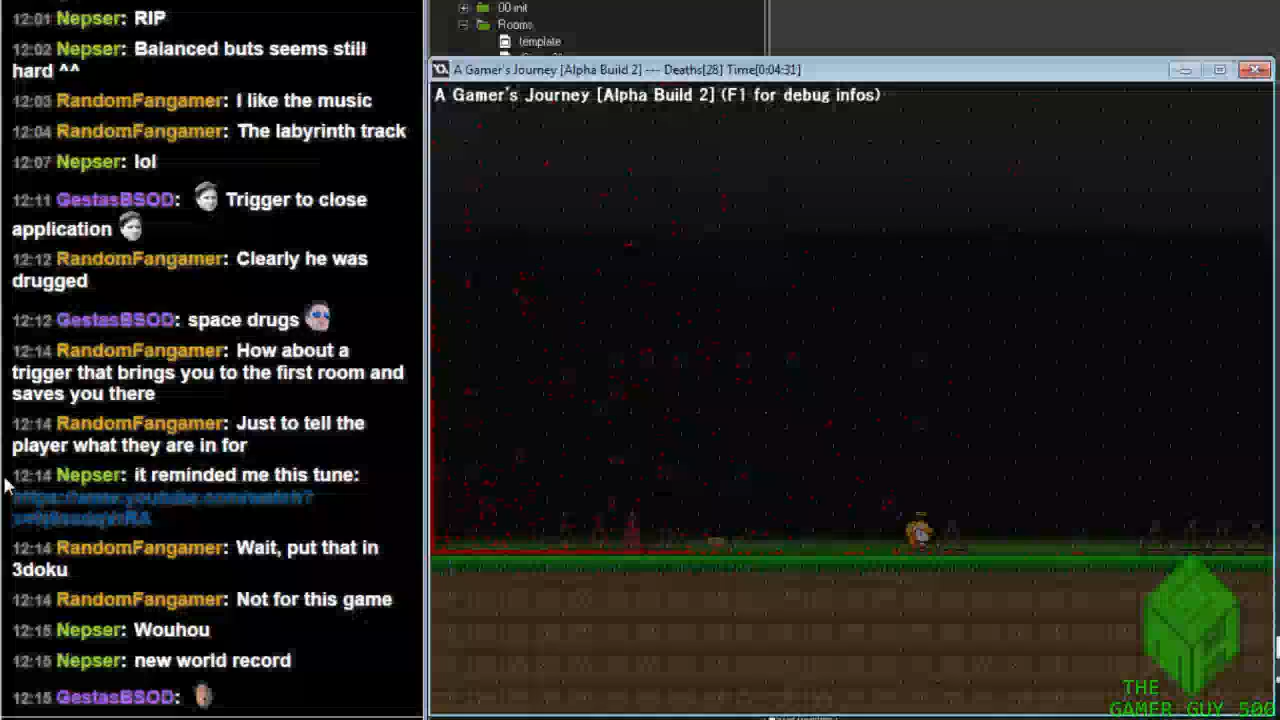 12:01 Nepser: RIP
12:02 Nepser: Balanced buts seems still
hard ^^
12:03 RandomFangamer: I like the music
12:04 RandomFangamer: The labyrinth track
12:07 Nepser: lol
12:11 GestasBSOD: Trigger to close
application
12:12 RandomFangamer: Clearly he was
drugged
12:12 GestasBSOD: space drugs
12:14 RandomFangamer: How about a
trigger that brings you to the first room and
saves you there
12:14 RandomFangamer: Just to tell the
player what they are in for
12:14 Nepser: it reminded me this tune:
12:14 RandomFangamer: Wait, put that in
3doku
12:14 RandomFangamer: Not for this game
12:15 Nepser: Wouhou
12:15 Nepser: new world record
12:15 GestasBSOD:
00 init
Rooms
template
A Gamer's Journey [Alpha Build 2] --- Deaths[28] Time[0:04:31]
A Gamer's Journey [Alpha Build 2] (F1 for debug infos)
THE
GAMER GUY 500